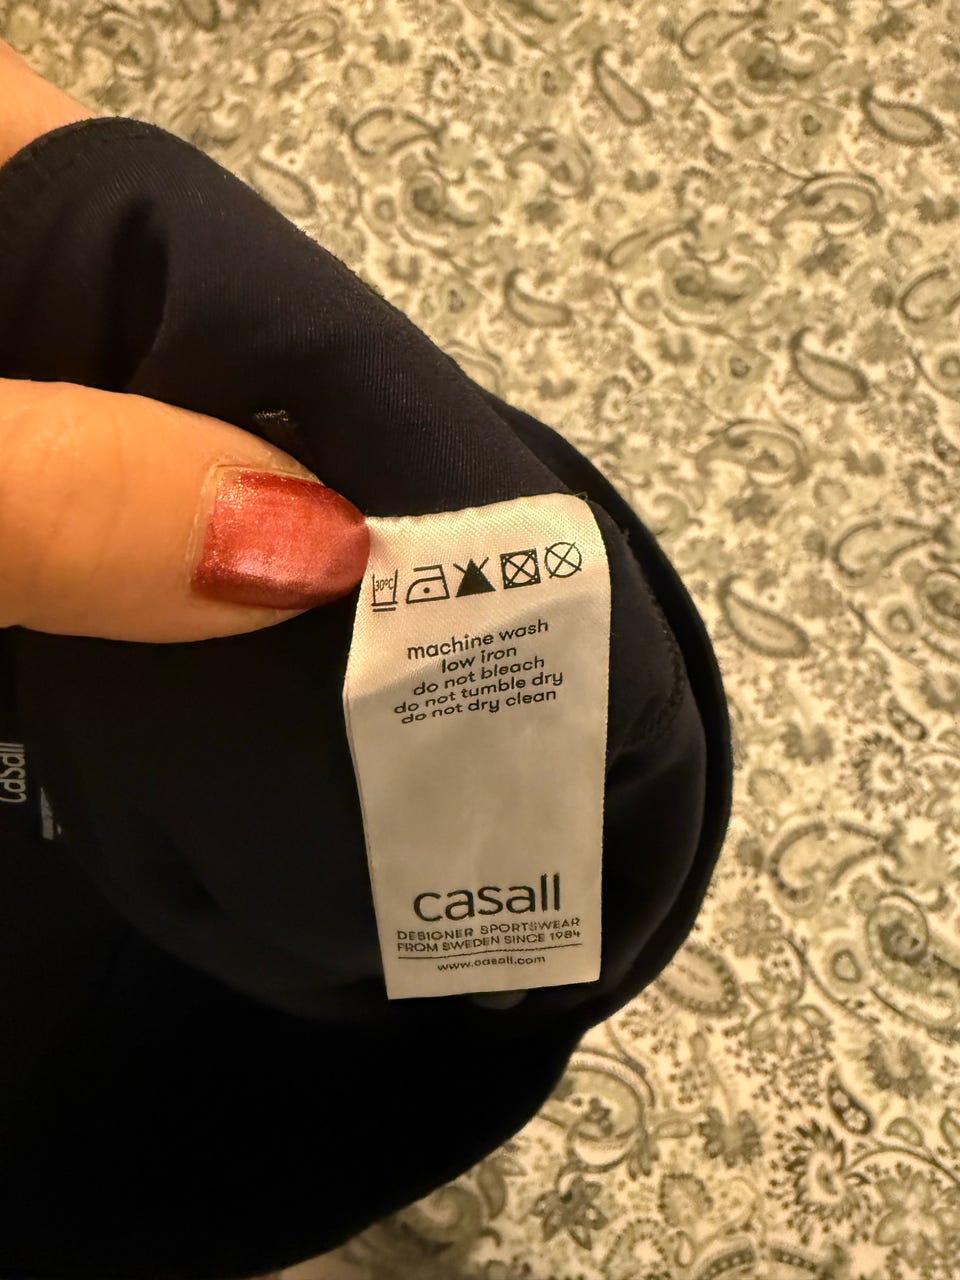 30°C
machine wash
low iron
do not bleach
do not tumble dry
do not dry clean
casall
DESIGNER SPORTSWEAR
FROM SWEDEN SINCE 1984
www.casall.com
casall